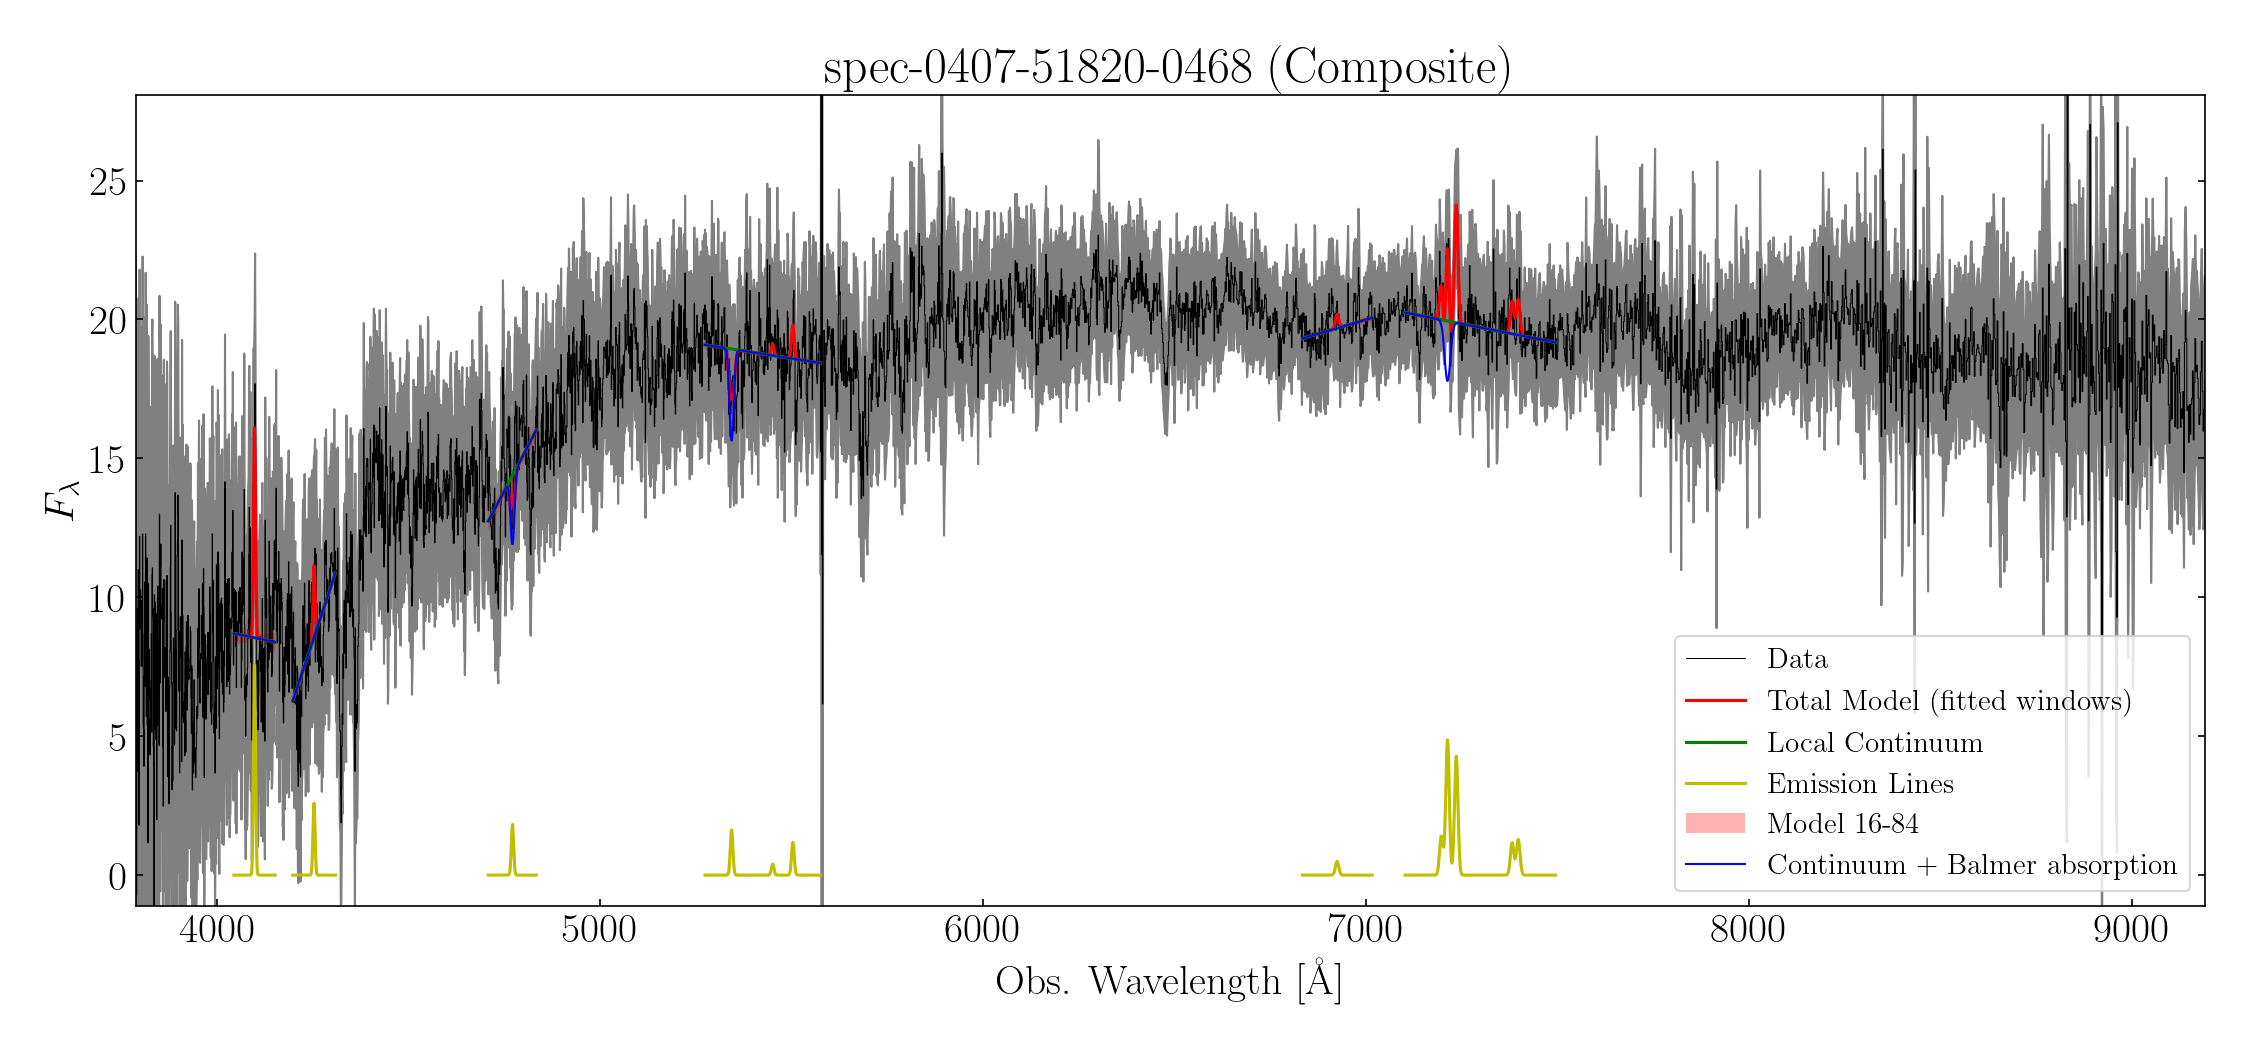 spec-0407-51820-0468 (Composite)
25
20
15
10
5
0
F_λ
4000 5000 6000 7000 8000 9000
Obs. Wavelength [Å]
Data
Total Model (fitted windows)
Local Continuum
Emission Lines
Model 16-84
Continuum + Balmer absorption